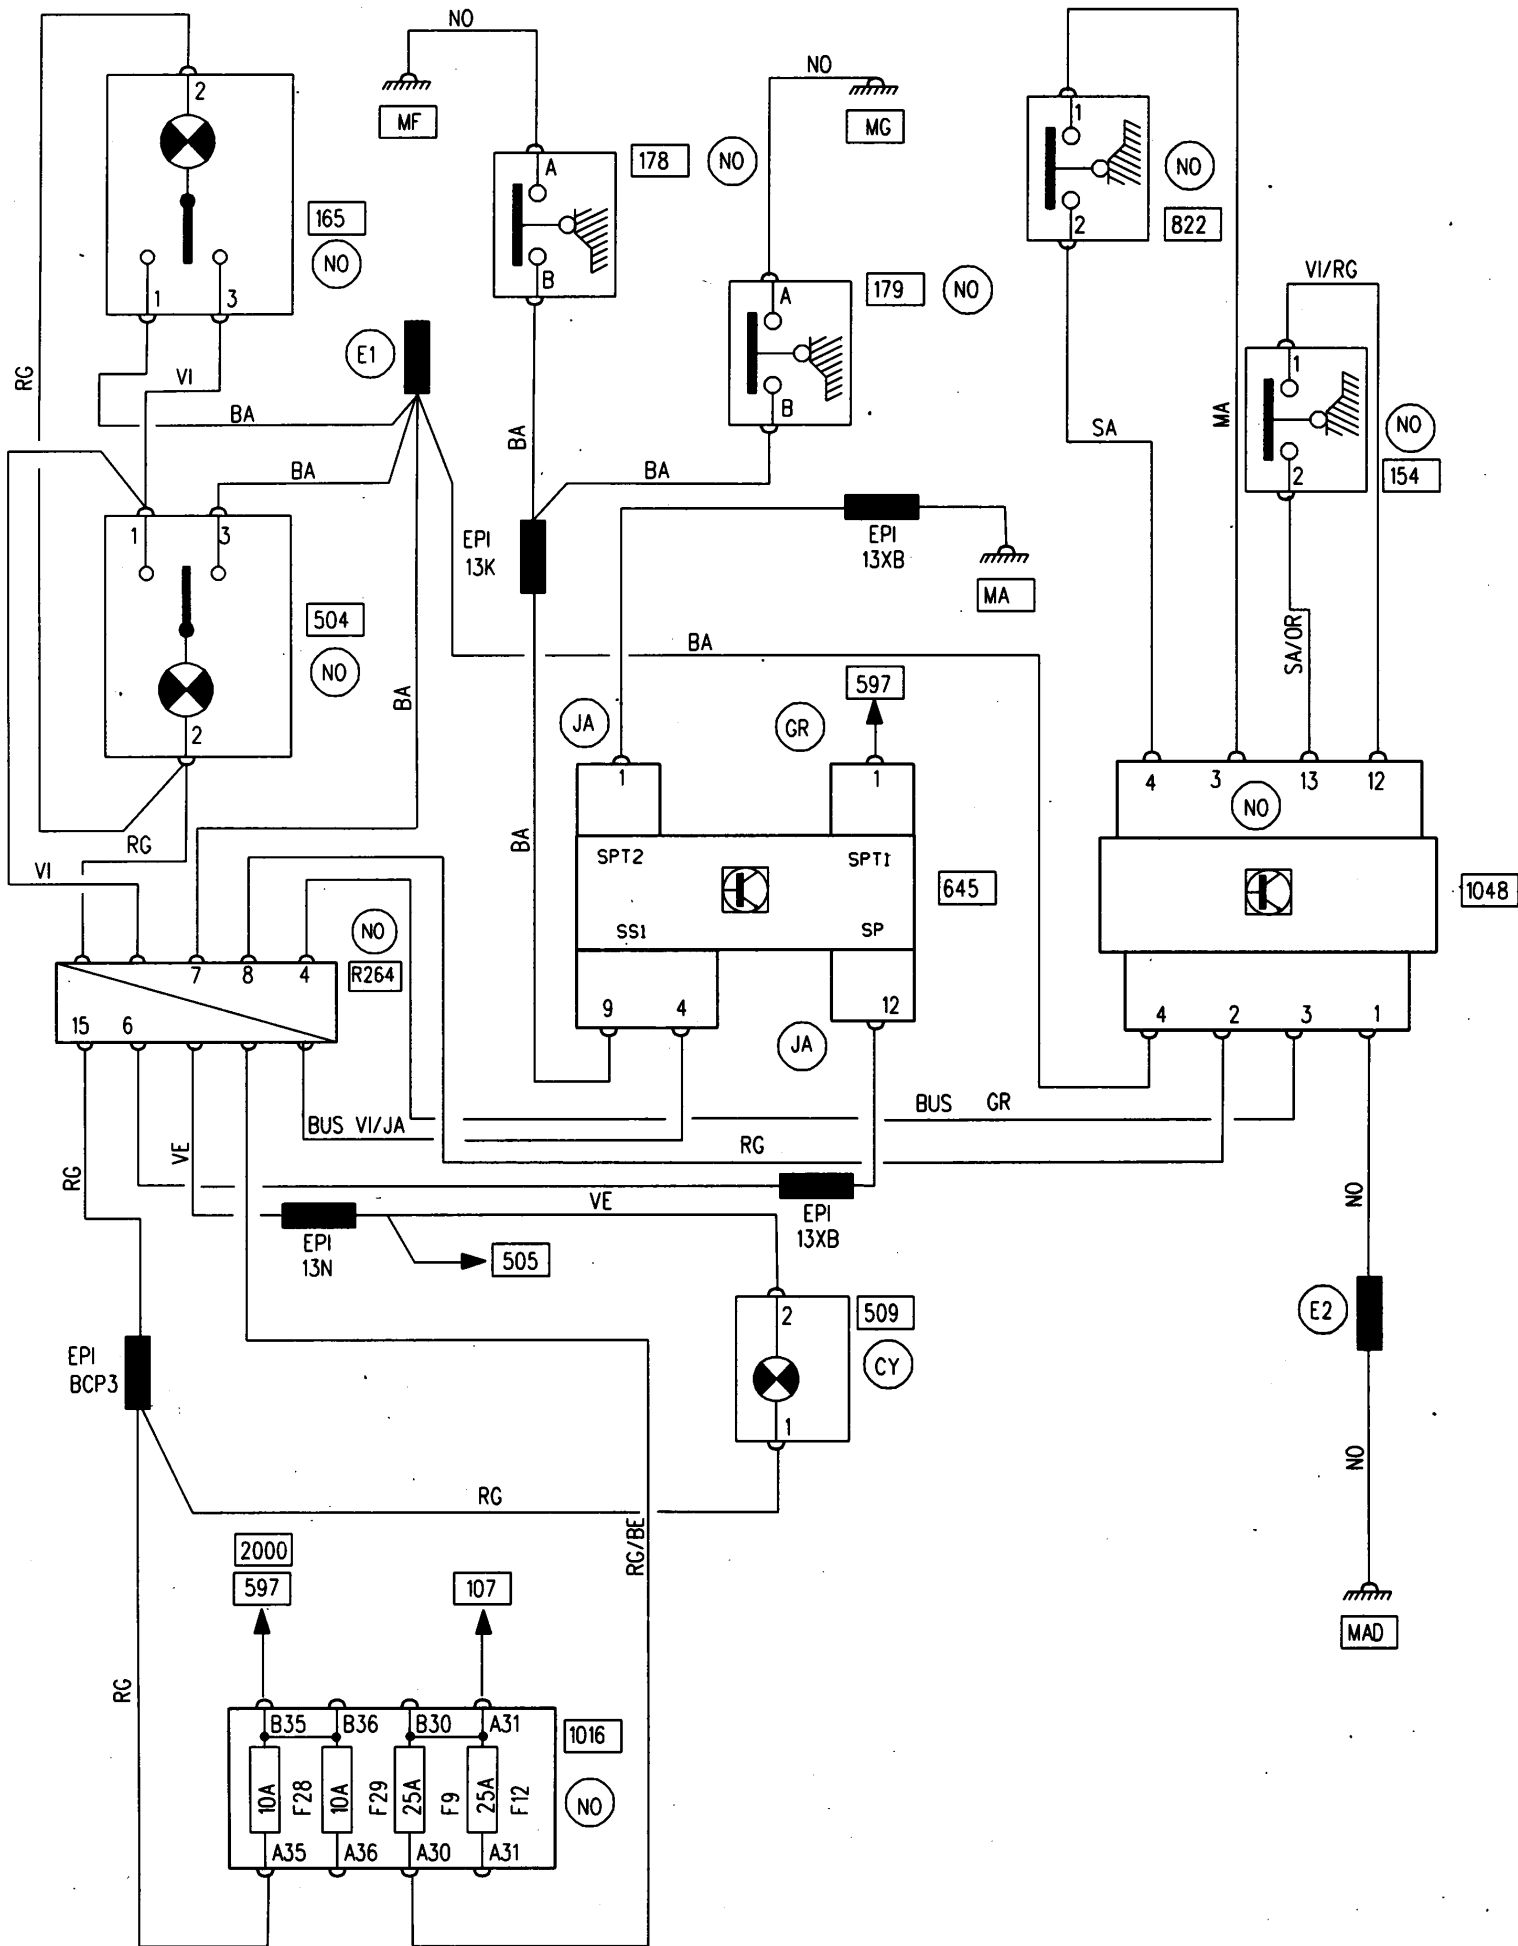 NO
NO
2
MF
MG
1
178
NO
A
NO
165
822
NO
2
VI/RG
B
179
NO
1
3
A
E1
1
RG
VI
NO
B
BA
MA
SA
BA
BA
BA
154
2
1
3
EPI
13K
EPI
13XB
MA
504
SA/OR
BA
NO
597
BA
JA
GR
2
1
1
4
3
13
12
NO
RG
BA
SPT2
SPT1
VI
645
1048
NO
SS1
SP
7
8
4
R264
15
6
9
4
12
4
2
3
1
JA
BUS GR
BUS VI/JA
VE
RG
RG
NO
VE
EPI
13XB
EPI
13N
505
2
509
E2
EPI
BCP3
CY
1
NO
RG
RG/BE
2000
597
107
MAD
RG
B35
B36
B30
A31
1016
10A
F28
10A
F29
25A
F9
25A
F12
NO
A35
A36
A30
A31